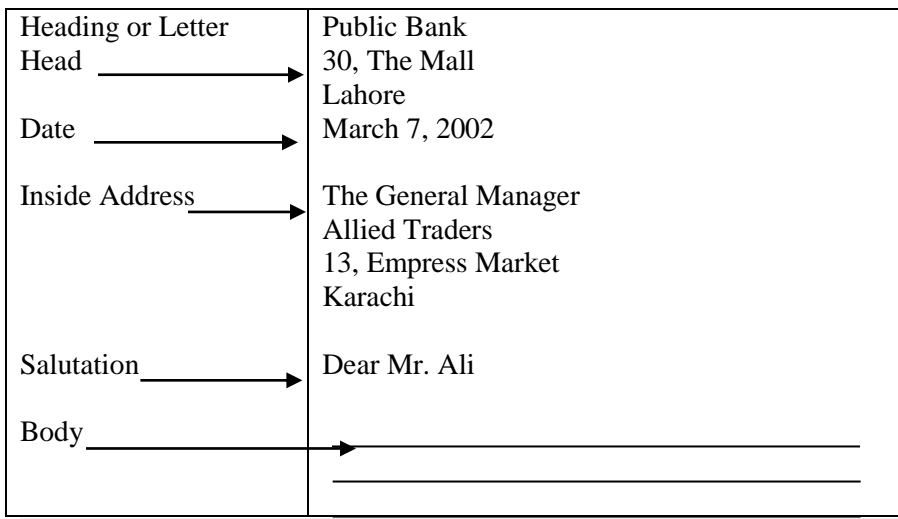 Heading or Letter Public Bank
Head 30, The Mall
Lahore
Date March 7, 2002
Inside Address The General Manager
Allied Traders
13, Empress Market
Karachi
Salutation Dear Mr. Ali
Body